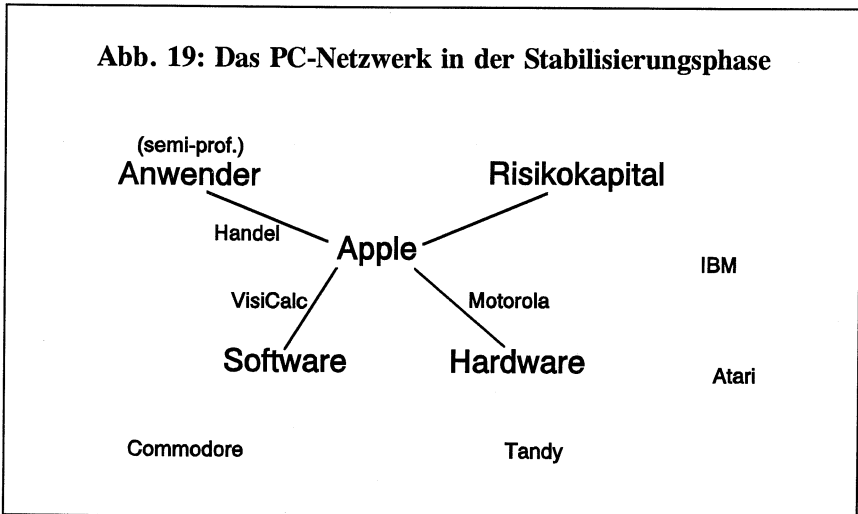 Abb. 19: Das PC-Netzwerk in der Stabilisierungsphase
(semi-prof.)
Anwender
Risikokapital
Handel
Apple
IBM
VisiCalc
Motorola
Software
Hardware
Atari
Commodore
Tandy